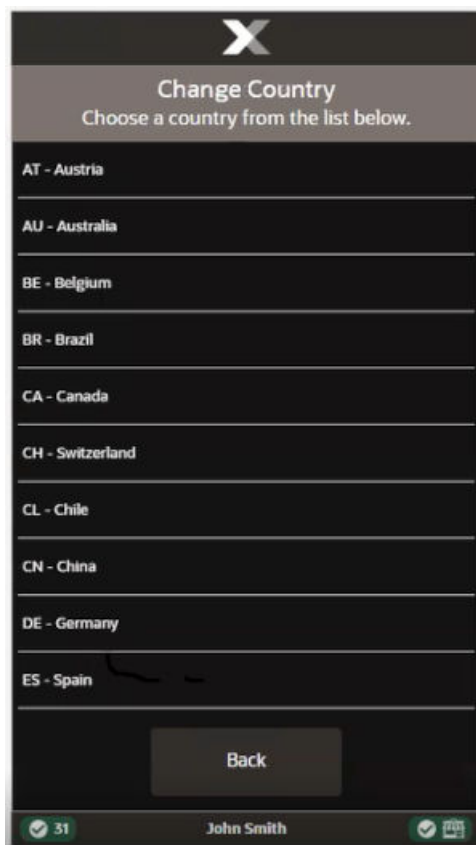 Change Country
Choose a country from the list below.
AT - Austria
AU - Australia
BE - Belgium
BR - Brazil
CA - Canada
CH - Switzerland
CL - Chile
CN - China
DE - Germany
ES - Spain
Back
31 John Smith